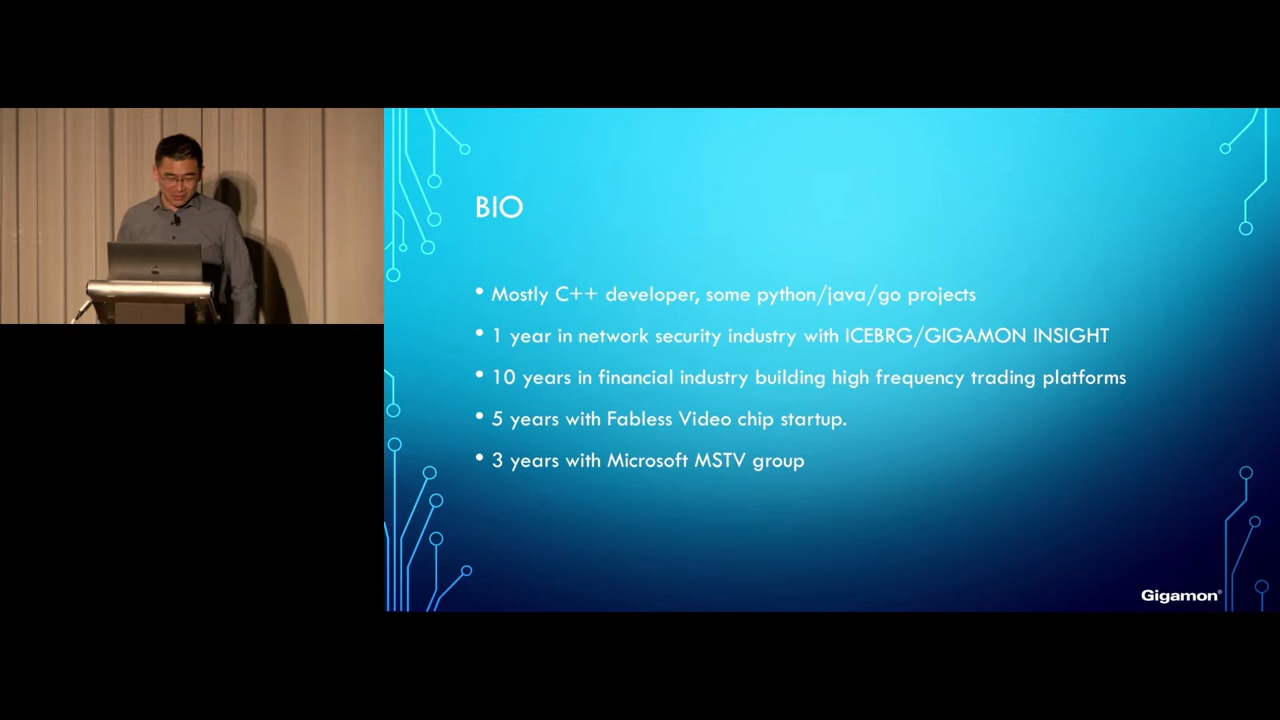 BIO
• Mostly C++ developer, some python/java/go projects
• 1 year in network security industry with ICEBRG/GIGAMON INSIGHT
• 10 years in financial industry building high frequency trading platforms
• 5 years with Fabless Video chip startup.
• 3 years with Microsoft MSTV group
Gigamon®